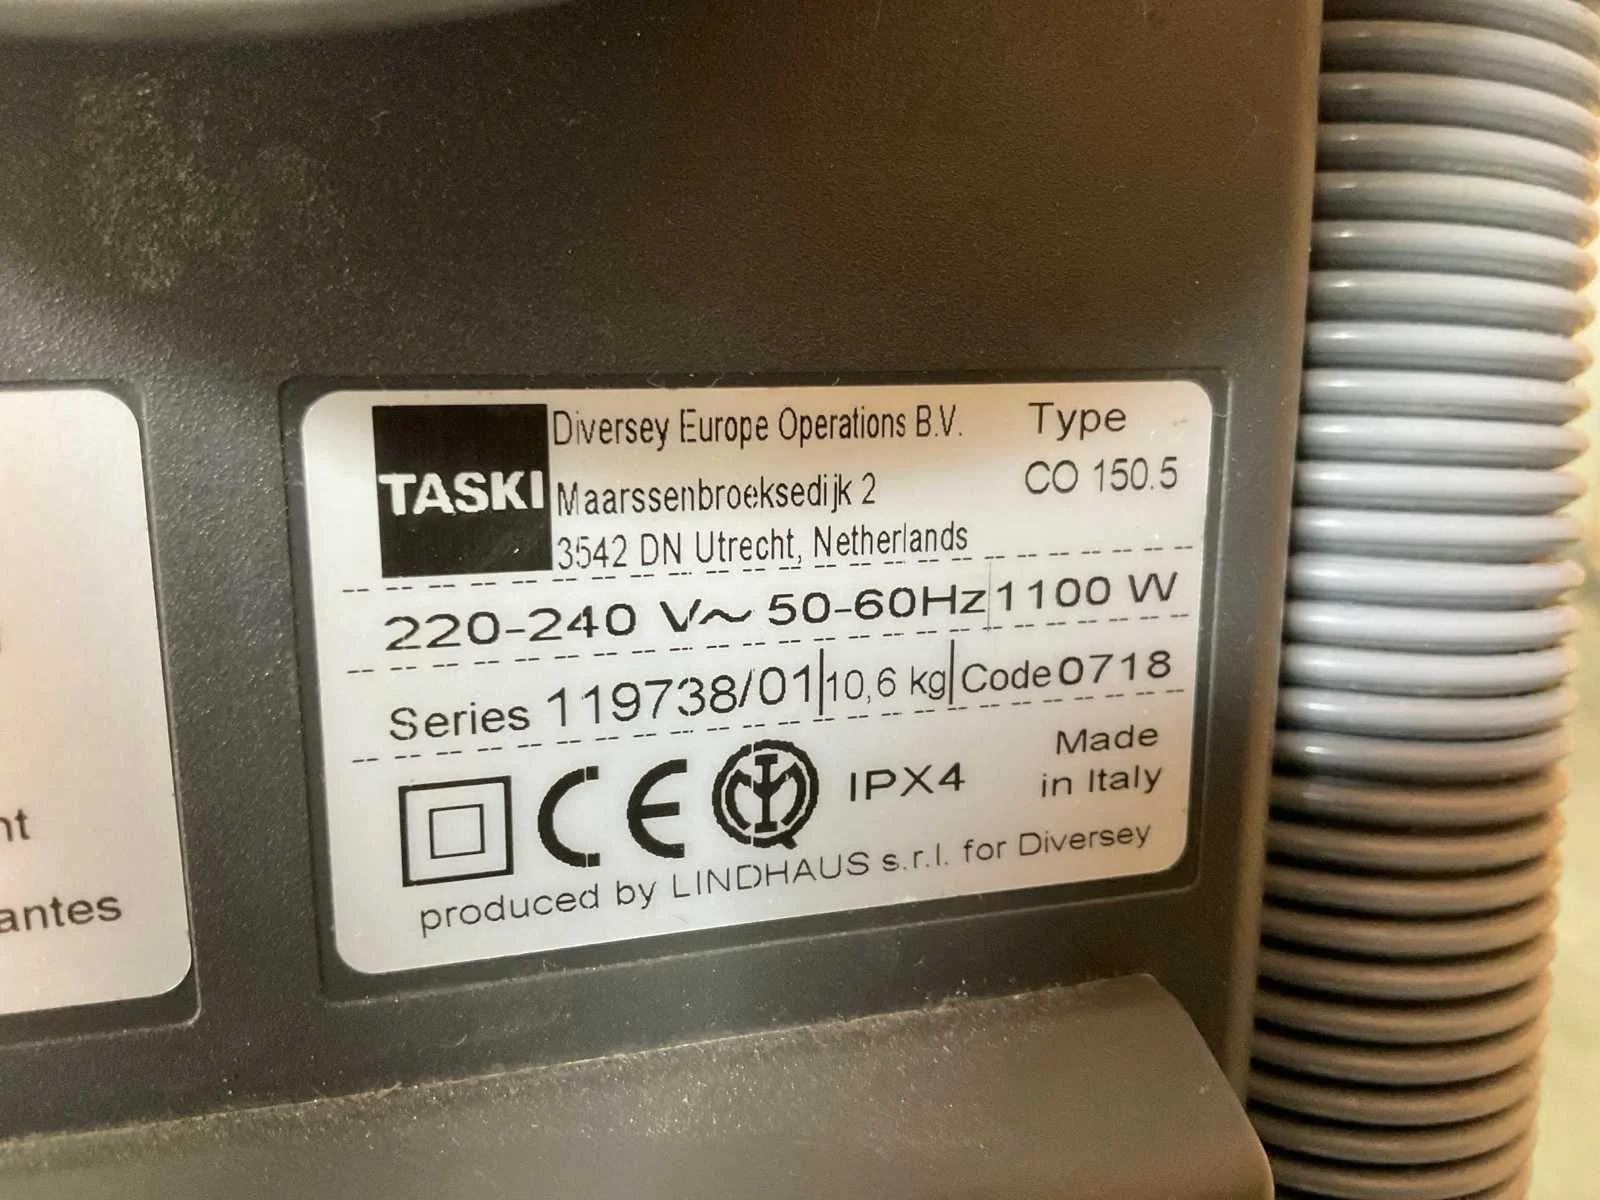 TASKI
Diversey Europe Operations B.V.
Maarssenbroeksedijk 2
3542 DN Utrecht, Netherlands
Type
CO 150.5
220-240 V~ 50-60Hz 1100 W
Series 119738/01 10,6 kg Code 0718
CE IPX4
Made
in Italy
produced by LINDHAUS s.r.l. for Diversey
nt
antes